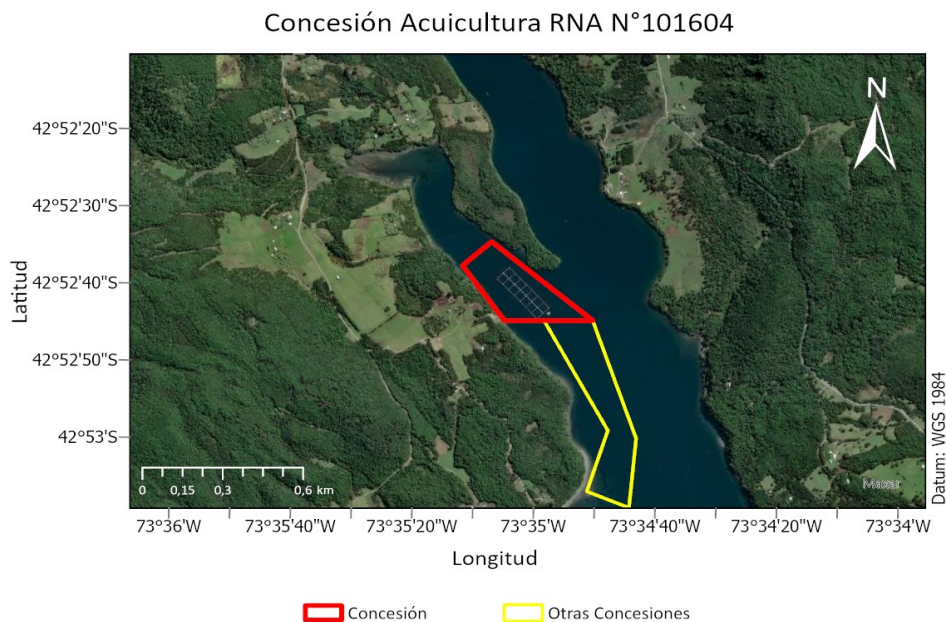 Concesión Acuicultura RNA N°101604
N
42°52'20"S
42°52'30"S
42°52'40"S
42°52'50"S
42°53'S
Latitud
Datum: WGS 1984
0 0,15 0,3 0,6 km
Maxar
73°36'W 73°35'40"W 73°35'20"W 73°35'W 73°34'40"W 73°34'20"W 73°34'W
Longitud
Concesión Otras Concesiones